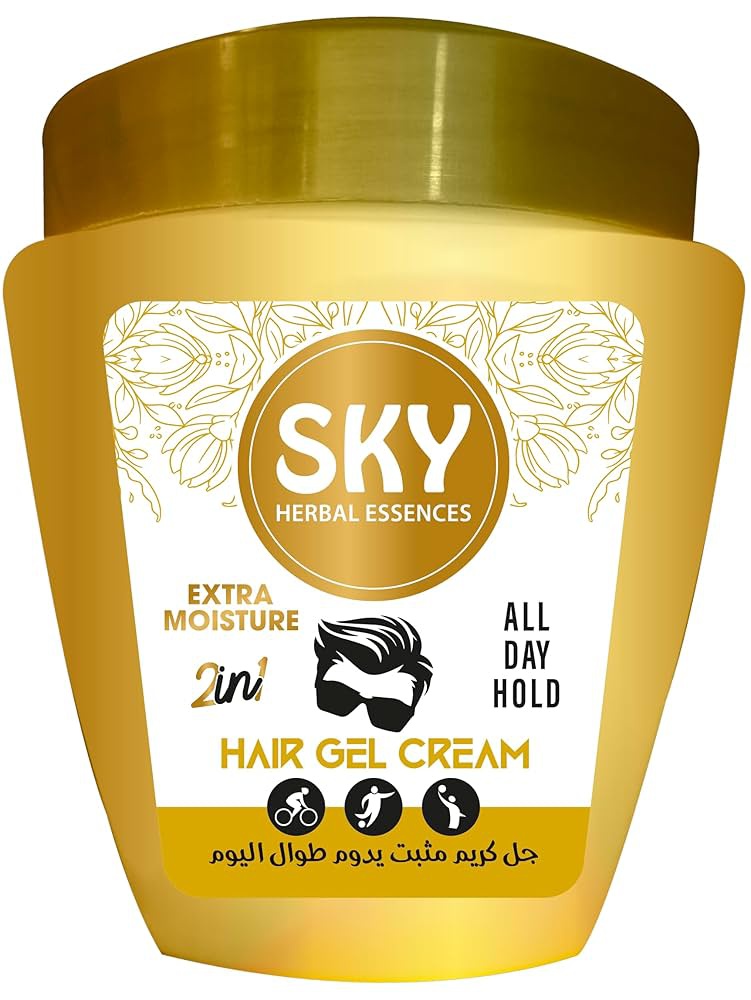 SKY
HERBAL ESSENCES
EXTRA
MOISTURE
2in1
ALL
DAY
HOLD
HAIR GEL CREAM
جل كريم مثبت يدوم طوال اليوم